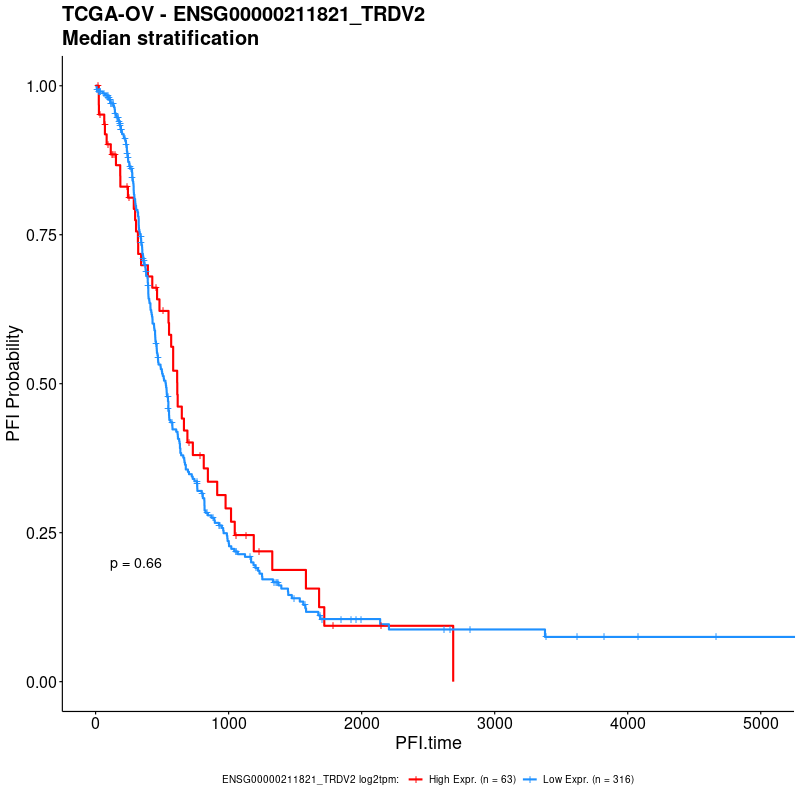 TCGA-OV - ENSG00000211821_TRDV2
Median stratification
PFI Probability
1.00
0.75
0.50
0.25
0.00
p = 0.66
0 1000 2000 3000 4000 5000
PFI.time
ENSG00000211821_TRDV2 log2tpm: High Expr. (n = 63) Low Expr. (n = 316)